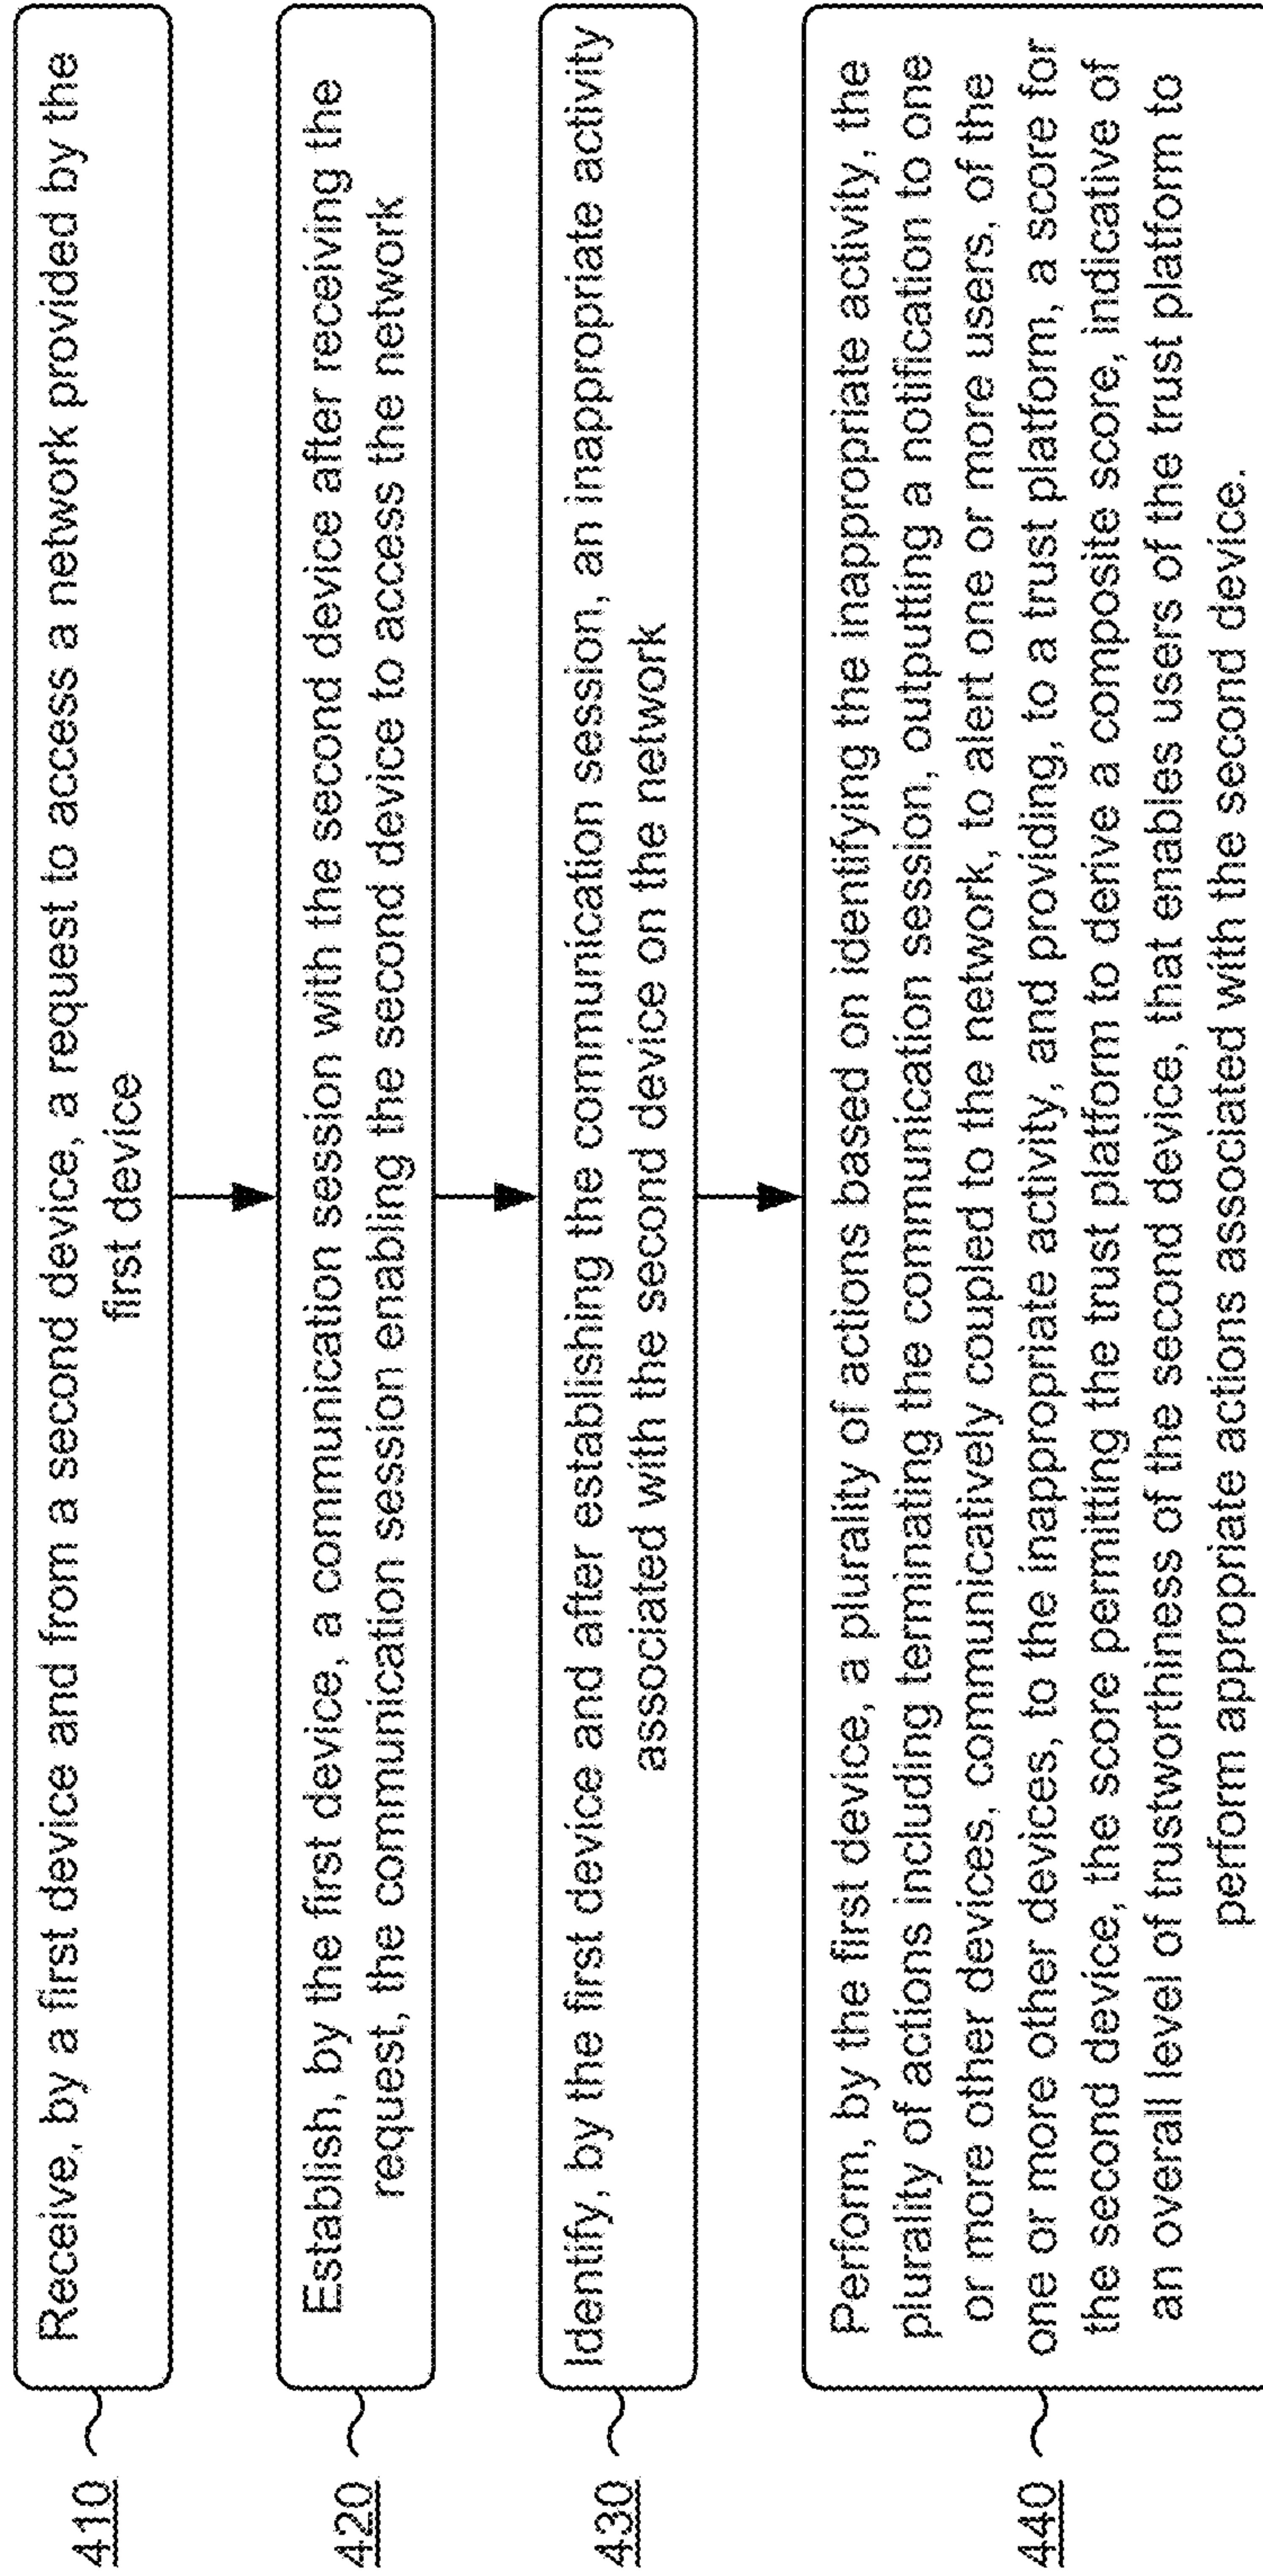 410
Receive, by a first device and from a second device, a request to access a network provided by the
first device
420
Establish, by the first device, a communication session with the second device after receiving the
request, the communication session enabling the second device to access the network
430
Identify, by the first device and after establishing the communication session, an inappropriate activity
associated with the second device on the network
440
Perform, by the first device, a plurality of actions based on identifying the inappropriate activity, the
plurality of actions including terminating the communication session, outputting a notification to one
or more other devices, communicatively coupled to the network, to alert one or more users, of the
one or more other devices, to the inappropriate activity, and providing, to a trust platform, a score for
the second device, the score permitting the trust platform to derive a composite score, indicative of
an overall level of trustworthiness of the second device, that enables users of the trust platform to
perform appropriate actions associated with the second device.